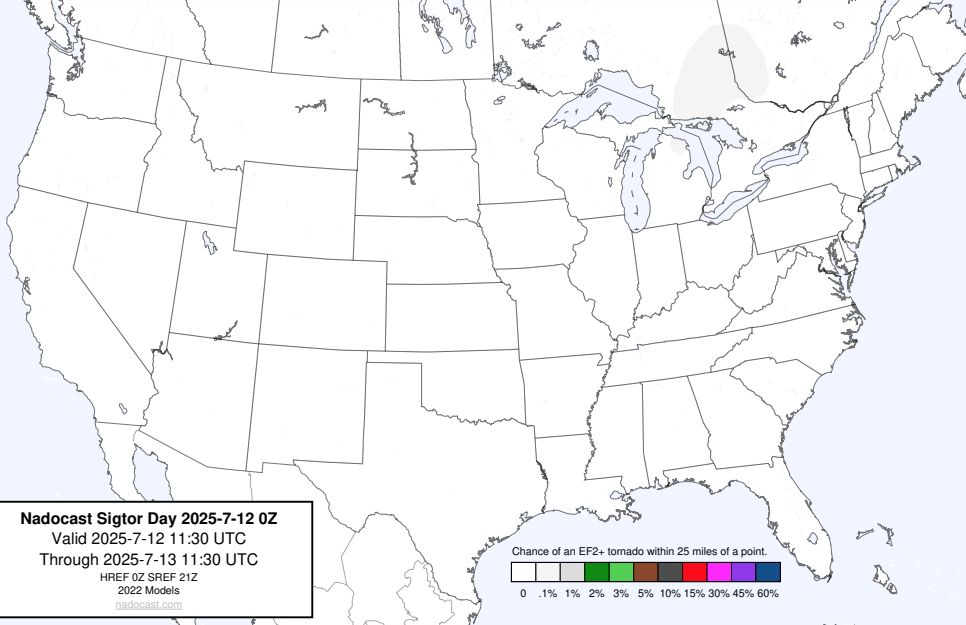 Nadocast Sigtor Day 2025-7-12 0Z
Valid 2025-7-12 11:30 UTC
Through 2025-7-13 11:30 UTC
HREF 0Z SREF 21Z
2022 Models
nadocast.com
Chance of an EF2+ tornado within 25 miles of a point.
0 .1% 1% 2% 3% 5% 10% 15% 30% 45% 60%